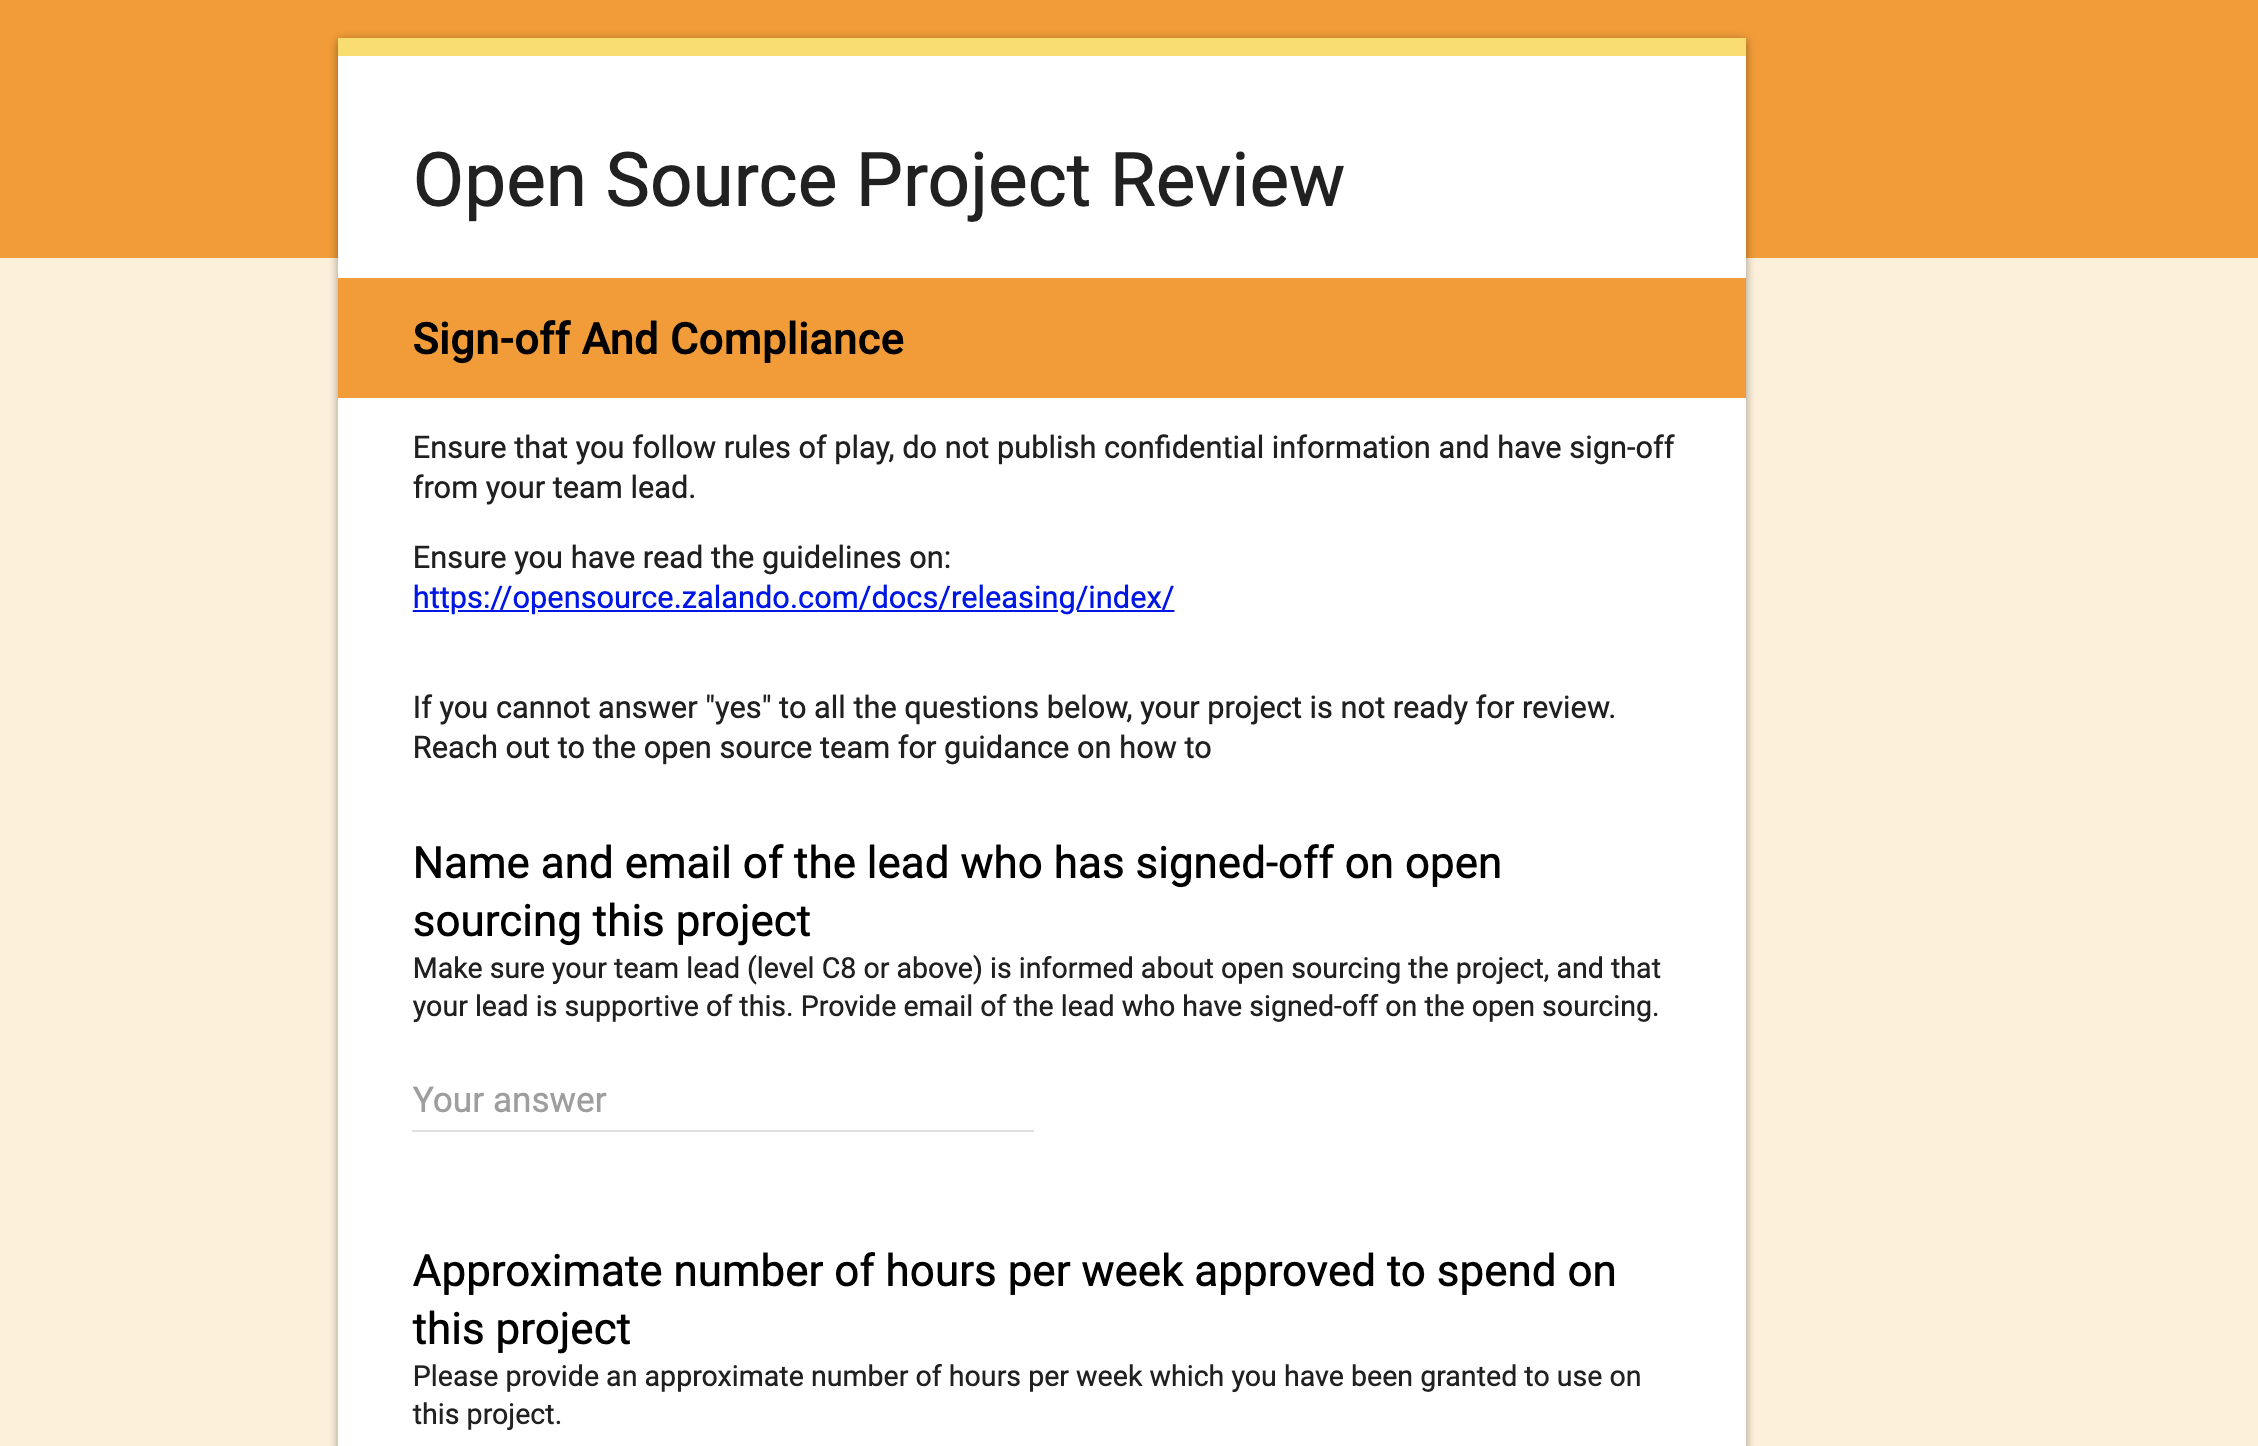 Open Source Project Review
Sign-off And Compliance
Ensure that you follow rules of play, do not publish confidential information and have sign-off
from your team lead.
Ensure you have read the guidelines on:
https://opensource.zalando.com/docs/releasing/index/
If you cannot answer "yes" to all the questions below, your project is not ready for review.
Reach out to the open source team for guidance on how to
Name and email of the lead who has signed-off on open
sourcing this project
Make sure your team lead (level C8 or above) is informed about open sourcing the project, and that
your lead is supportive of this. Provide email of the lead who have signed-off on the open sourcing.
Your answer
Approximate number of hours per week approved to spend on
this project
Please provide an approximate number of hours per week which you have been granted to use on
this project.